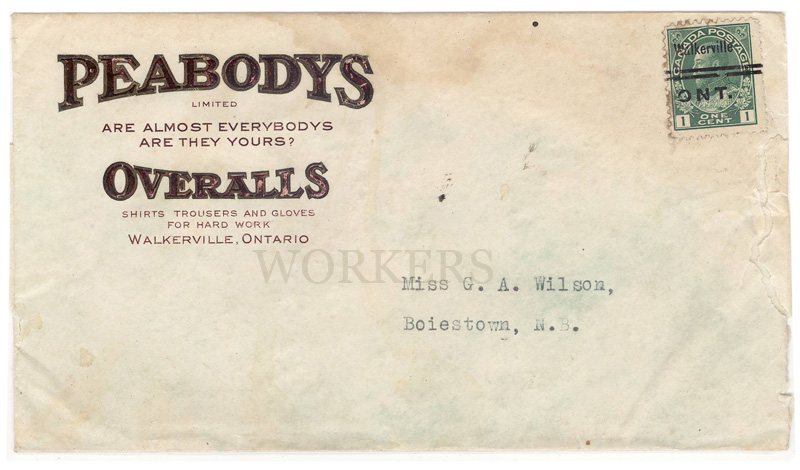 PEABODYS
LIMITED
ARE ALMOST EVERYBODYS
ARE THEY YOURS?
OVERALLS
SHIRTS TROUSERS AND GLOVES
FOR HARD WORK
WALKERVILLE, ONTARIO
WORKERS
Miss G. A. Wilson,
Boiestown, N.B.
CANADA POSTAGE
Walkerville
ONT.
1 ONE CENT 1